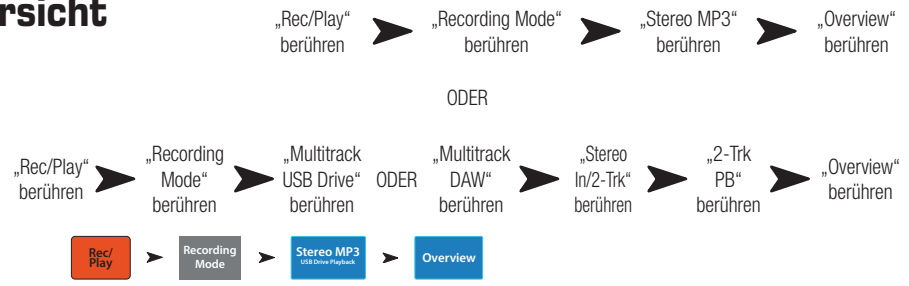 rsicht
„Rec/Play“ „Recording Mode“ „Stereo MP3“ „Overview“
berühren berühren berühren berühren
ODER
„Rec/Play“ berühren
„Recording Mode“ berühren
„Multitrack USB Drive“ berühren
ODER
„Multitrack DAW“ berühren
„Stereo In/2-Trk“ berühren
„2-Trk PB“ berühren
„Overview“ berühren
Rec/
Play
Recording
Mode
Stereo MP3
USB Drive Playback
Overview